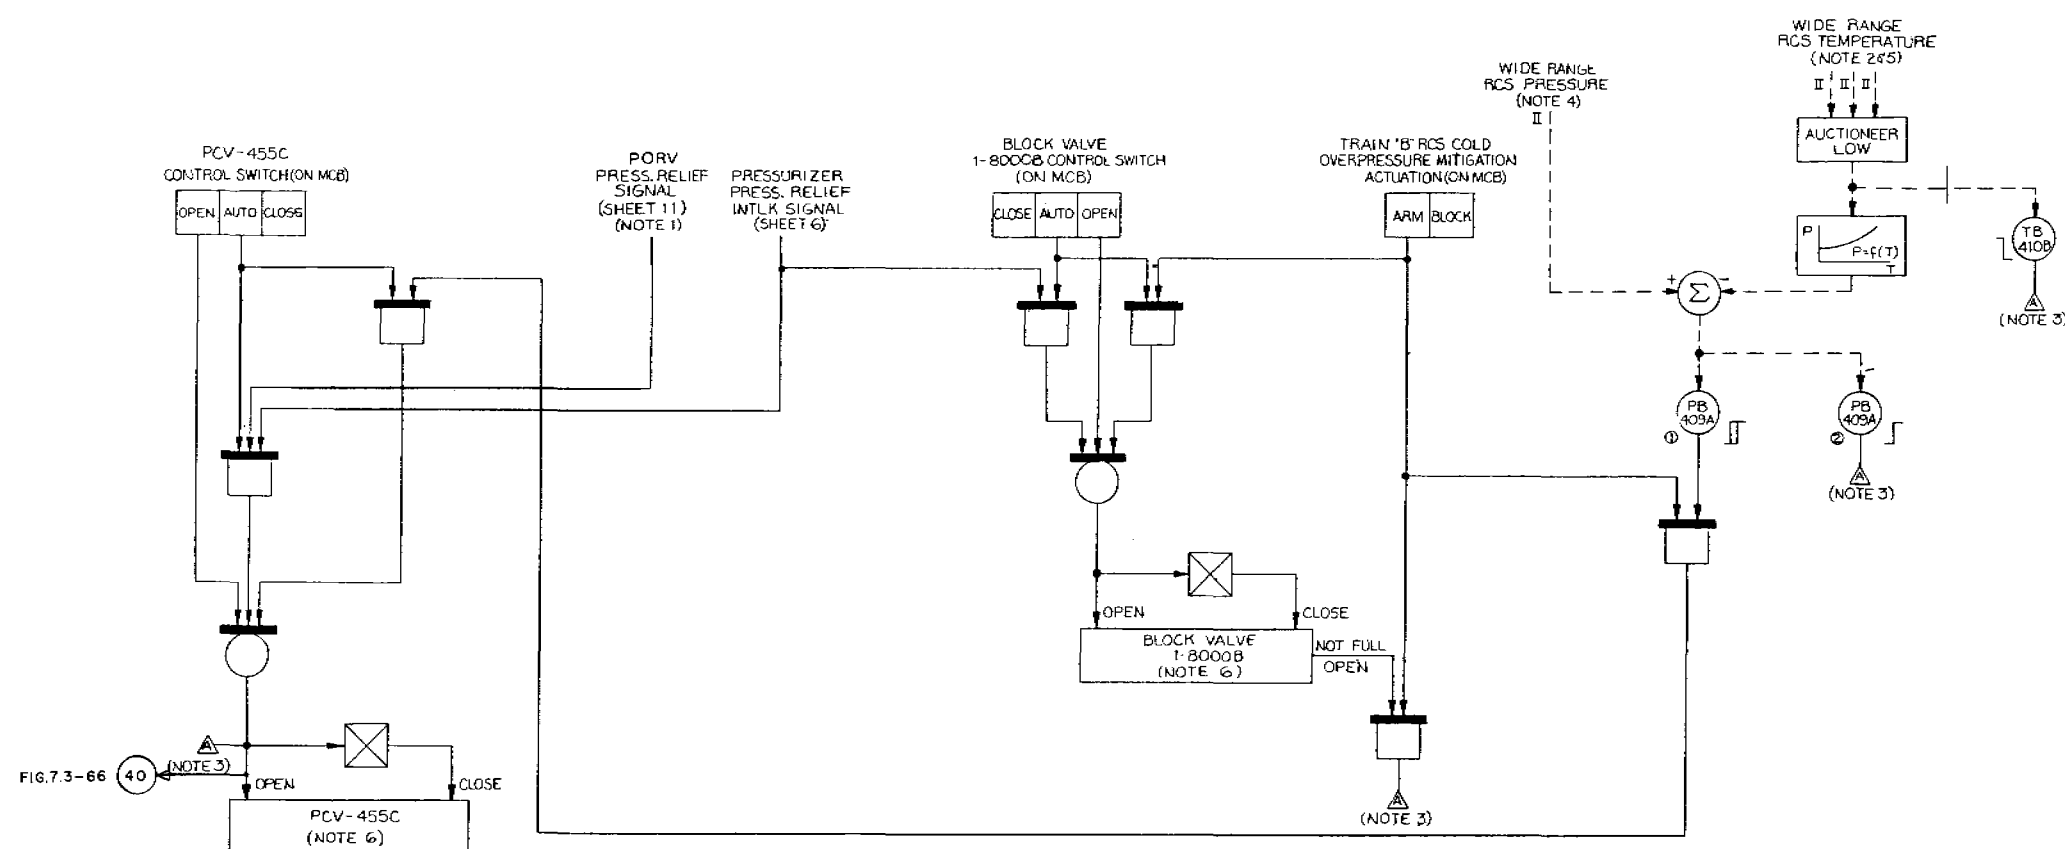 WIDE RANGE
RCS TEMPERATURE
(NOTE 2&5)
II II II
WIDE RANGE
RCS PRESSURE
(NOTE 4)
II
AUCTIONEER
LOW
PCV-455C
CONTROL SWITCH(ON MCB)
OPEN AUTO CLOSE
PORV
PRESS. RELIEF
SIGNAL
(SHEET 11)
(NOTE 1)
PRESSURIZER
PRESS. RELIEF
INTLK SIGNAL
(SHEET 6)
BLOCK VALVE
1-8000B CONTROL SWITCH
(ON MCB)
CLOSE AUTO OPEN
TRAIN "B" RCS COLD
OVERPRESSURE MITIGATION
ACTUATION(ON MCB)
ARM BLOCK
P
P=f(T)
T
TB
410B
A
(NOTE 3)
+ Σ -
PB
409A
①
PB
409A
②
A
(NOTE 3)
OPEN
CLOSE
BLOCK VALVE
1-8000B
(NOTE 6)
NOT FULL
OPEN
A
(NOTE 3)
A
(NOTE 3)
FIG.7.3-66 40
OPEN
CLOSE
PCV-455C
(NOTE 6)